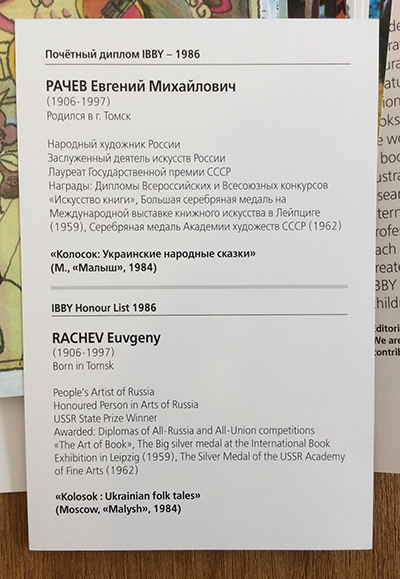 Почётный диплом IBBY – 1986
РАЧЕВ Евгений Михайлович
(1906-1997)
Родился в г. Томск
Народный художник России
Заслуженный деятель искусств России
Лауреат Государственной премии СССР
Награды: Дипломы Всероссийских и Всесоюзных конкурсов
«Искусство книги», Большая серебряная медаль на
Международной выставке книжного искусства в Лейпциге
(1959), Серебряная медаль Академии художеств СССР (1962)
«Колосок: Украинские народные сказки»
(М., «Малыш», 1984)
IBBY Honour List 1986
RACHEV Euvgeny
(1906-1997)
Born in Tomsk
People's Artist of Russia
Honoured Person in Arts of Russia
USSR State Prize Winner
Awarded: Diplomas of All-Russia and All-Union competitions
«The Art of Book», The Big silver medal at the International Book
Exhibition in Leipzig (1959), The Silver Medal of the USSR Academy
of Fine Arts (1962)
«Kolosok : Ukrainian folk tales»
(Moscow, «Malysh», 1984)